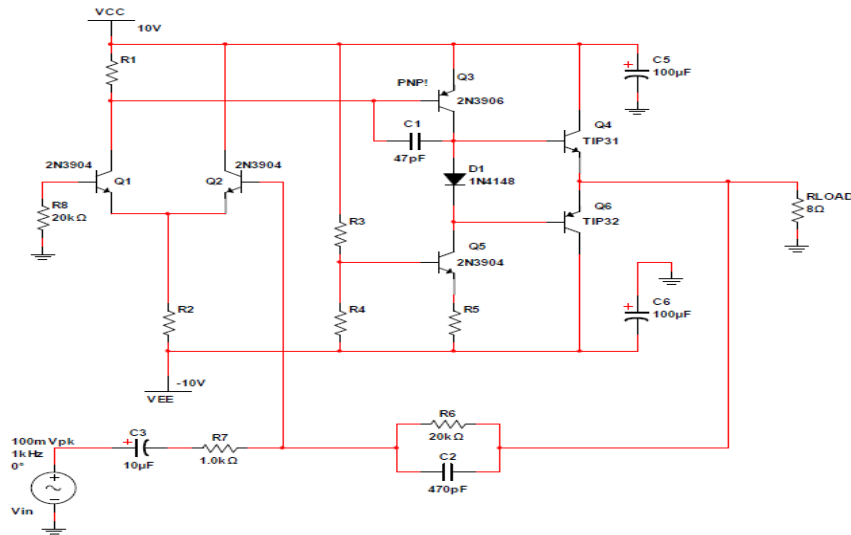 VCC
10V
R1
PNP!
Q3
2N3906
C5
100µF
C1
47pF
Q4
TIP31
2N3904
Q1
2N3904
Q2
D1
1N4148
R8
20kΩ
R3
Q6
TIP32
RLOAD
8Ω
Q5
2N3904
R2
R4
R5
C6
100µF
-10V
VEE
R6
20kΩ
100mVpk
1kHz
0°
C3
10µF
R7
1.0kΩ
C2
470pF
Vin